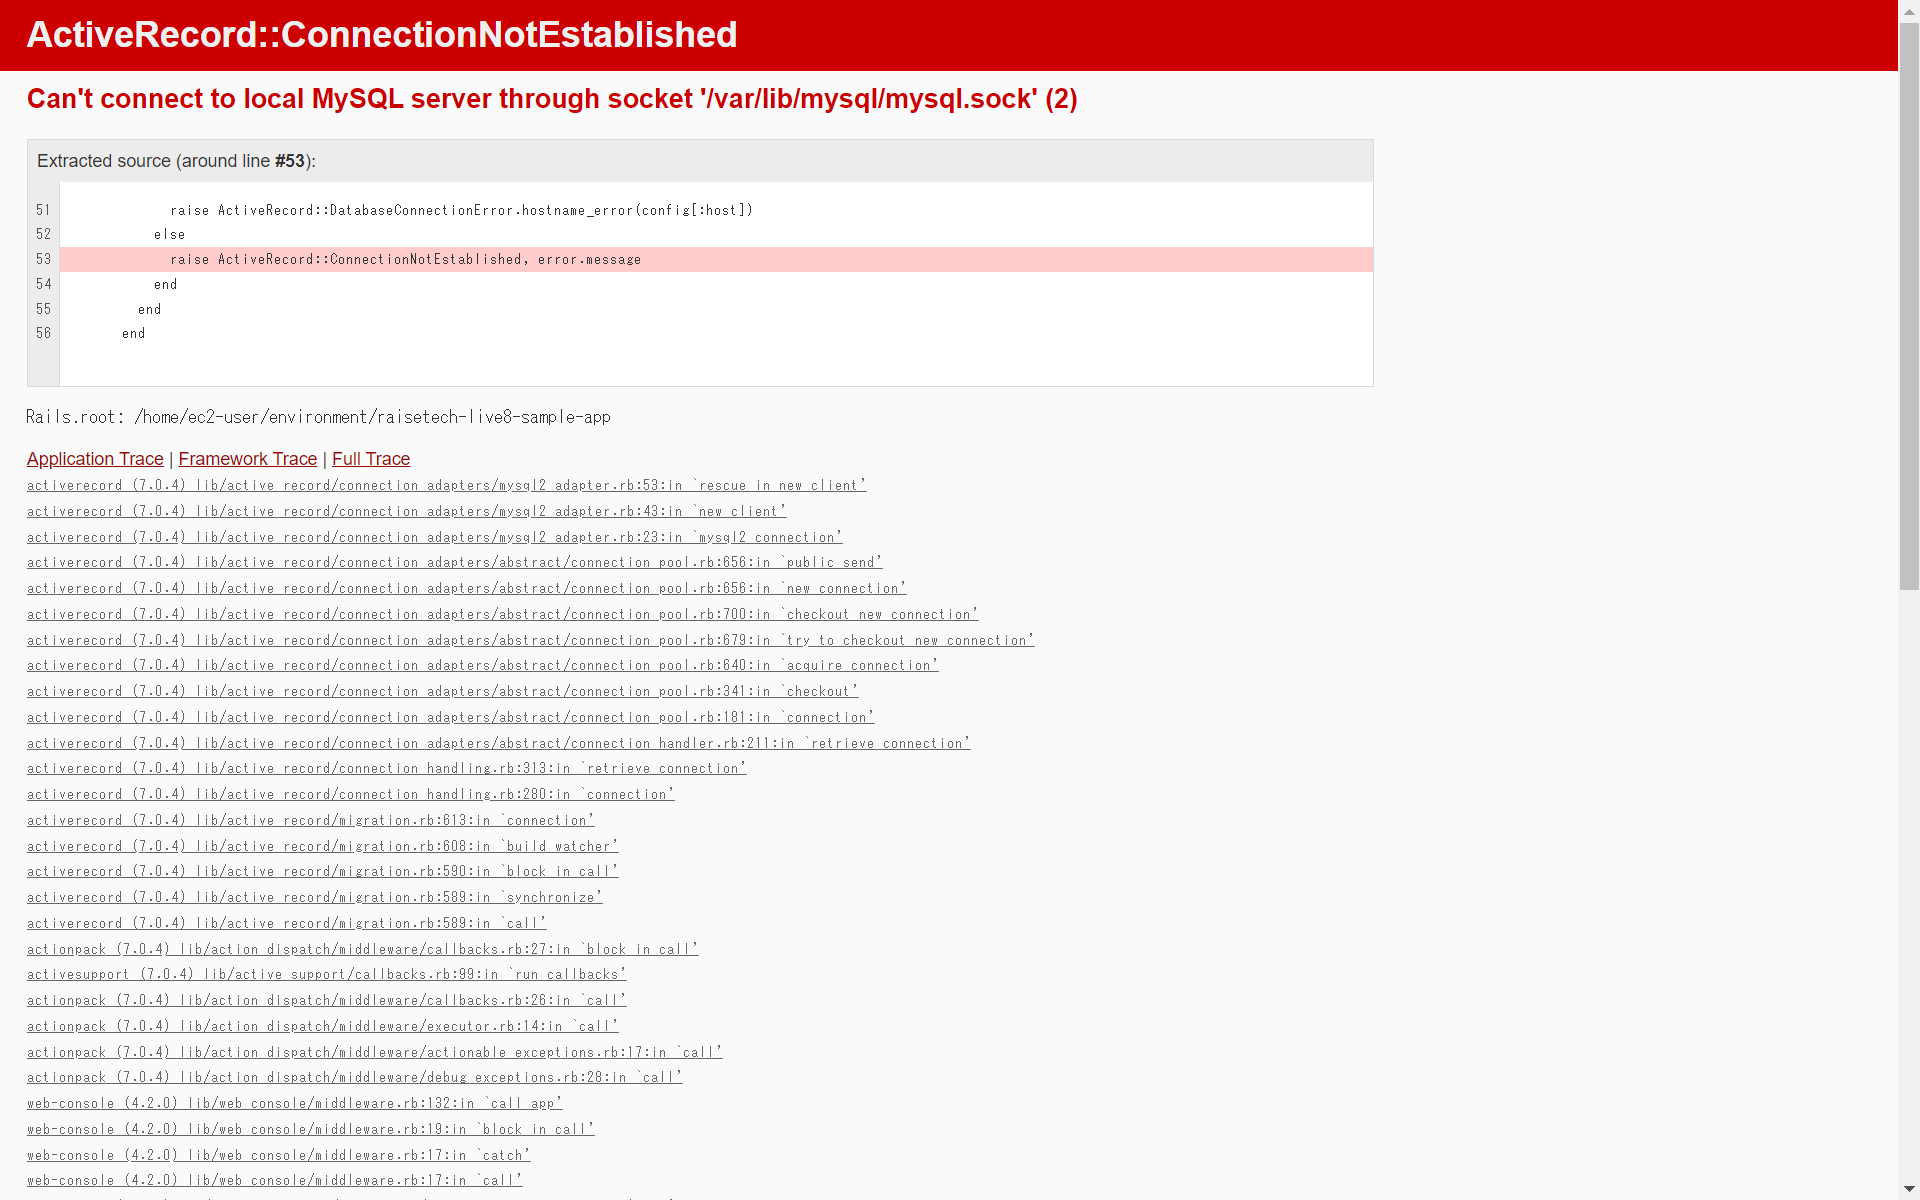 ActiveRecord::ConnectionNotEstablished
Can't connect to local MySQL server through socket '/var/lib/mysql/mysql.sock' (2)
Extracted source (around line #53):
51 raise ActiveRecord::DatabaseConnectionError.hostname_error(config[:host])
52 else
53 raise ActiveRecord::ConnectionNotEstablished, error.message
54 end
55 end
56 end
Rails.root: /home/ec2-user/environment/raisetech-live8-sample-app
Application Trace | Framework Trace | Full Trace
activerecord (7.0.4) lib/active_record/connection_adapters/mysql2_adapter.rb:53:in `rescue in new_client'
activerecord (7.0.4) lib/active_record/connection_adapters/mysql2_adapter.rb:43:in `new_client'
activerecord (7.0.4) lib/active_record/connection_adapters/mysql2_adapter.rb:23:in `mysql2_connection'
activerecord (7.0.4) lib/active_record/connection_adapters/abstract/connection_pool.rb:656:in `public_send'
activerecord (7.0.4) lib/active_record/connection_adapters/abstract/connection_pool.rb:656:in `new_connection'
activerecord (7.0.4) lib/active_record/connection_adapters/abstract/connection_pool.rb:700:in `checkout_new_connection'
activerecord (7.0.4) lib/active_record/connection_adapters/abstract/connection_pool.rb:679:in `try_to_checkout_new_connection'
activerecord (7.0.4) lib/active_record/connection_adapters/abstract/connection_pool.rb:640:in `acquire_connection'
activerecord (7.0.4) lib/active_record/connection_adapters/abstract/connection_pool.rb:341:in `checkout'
activerecord (7.0.4) lib/active_record/connection_adapters/abstract/connection_pool.rb:181:in `connection'
activerecord (7.0.4) lib/active_record/connection_adapters/abstract/connection_handler.rb:211:in `retrieve_connection'
activerecord (7.0.4) lib/active_record/connection_handling.rb:313:in `retrieve_connection'
activerecord (7.0.4) lib/active_record/connection_handling.rb:280:in `connection'
activerecord (7.0.4) lib/active_record/migration.rb:613:in `connection'
activerecord (7.0.4) lib/active_record/migration.rb:608:in `build_watcher'
activerecord (7.0.4) lib/active_record/migration.rb:590:in `block in call'
activerecord (7.0.4) lib/active_record/migration.rb:589:in `synchronize'
activerecord (7.0.4) lib/active_record/migration.rb:589:in `call'
actionpack (7.0.4) lib/action_dispatch/middleware/callbacks.rb:27:in `block in call'
activesupport (7.0.4) lib/active_support/callbacks.rb:99:in `run_callbacks'
actionpack (7.0.4) lib/action_dispatch/middleware/callbacks.rb:26:in `call'
actionpack (7.0.4) lib/action_dispatch/middleware/executor.rb:14:in `call'
actionpack (7.0.4) lib/action_dispatch/middleware/actionable_exceptions.rb:17:in `call'
actionpack (7.0.4) lib/action_dispatch/middleware/debug_exceptions.rb:28:in `call'
web-console (4.2.0) lib/web_console/middleware.rb:132:in `call_app'
web-console (4.2.0) lib/web_console/middleware.rb:19:in `block in call'
web-console (4.2.0) lib/web_console/middleware.rb:17:in `catch'
web-console (4.2.0) lib/web_console/middleware.rb:17:in `call'